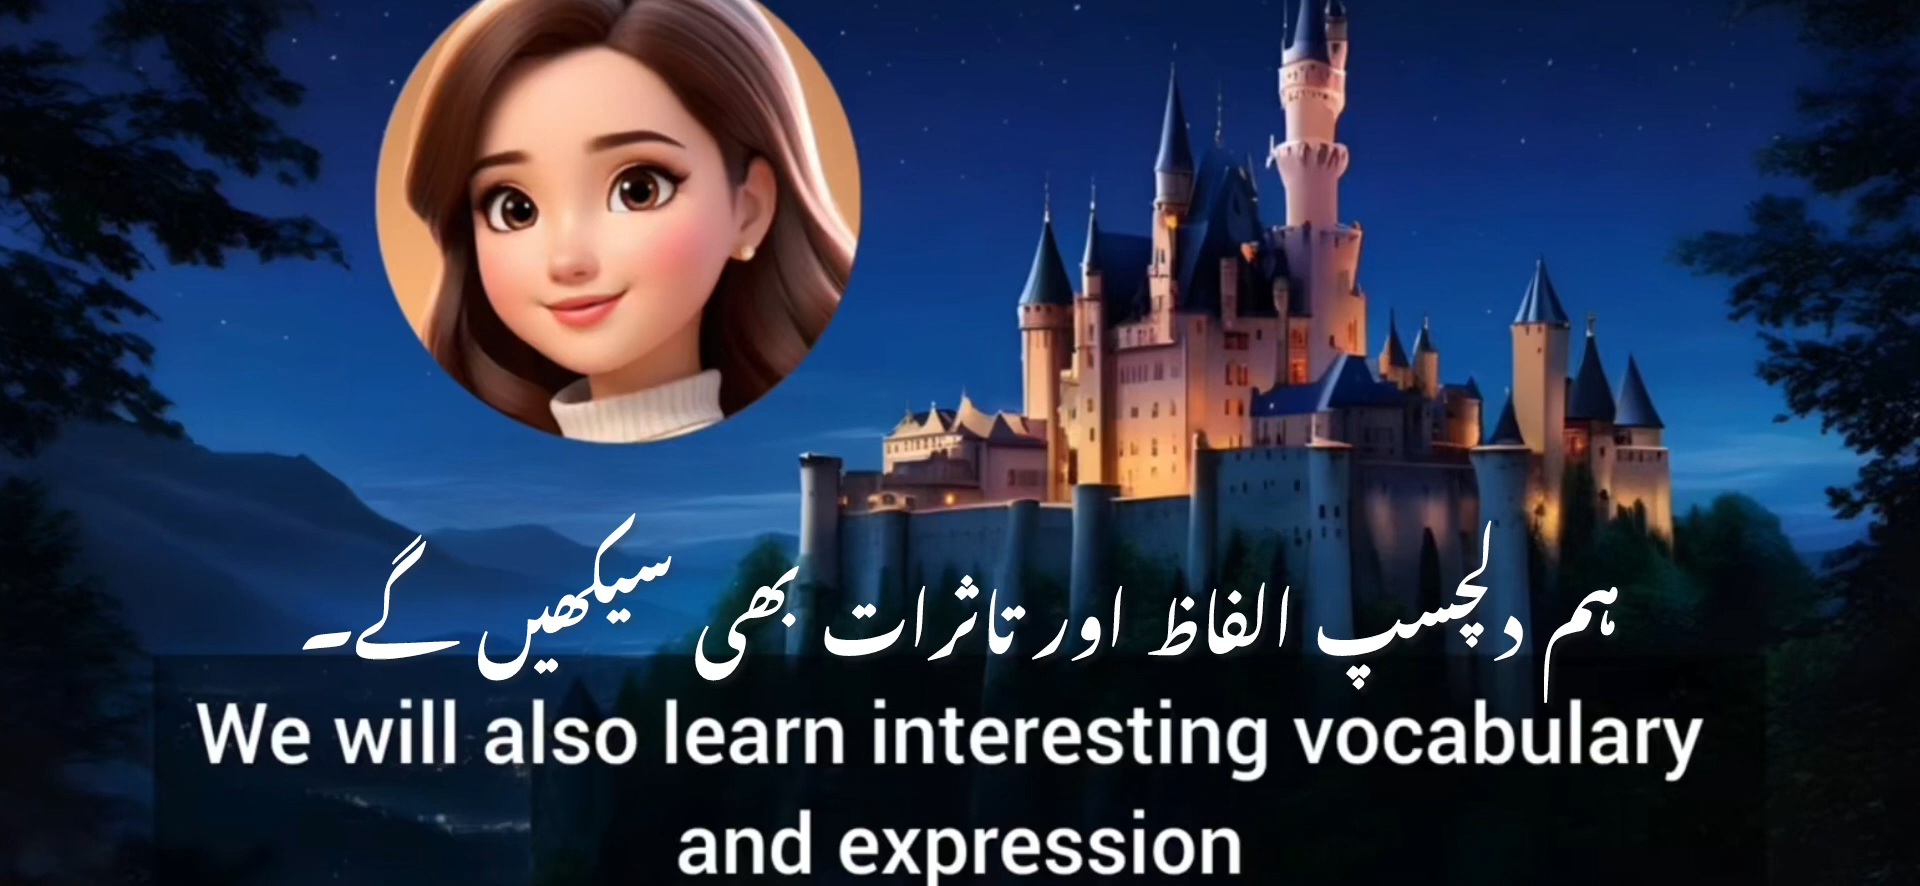 ہم دلچسپ الفاظ اور تاثرات بھی سیکھیں گے۔
We will also learn interesting vocabulary
and expression